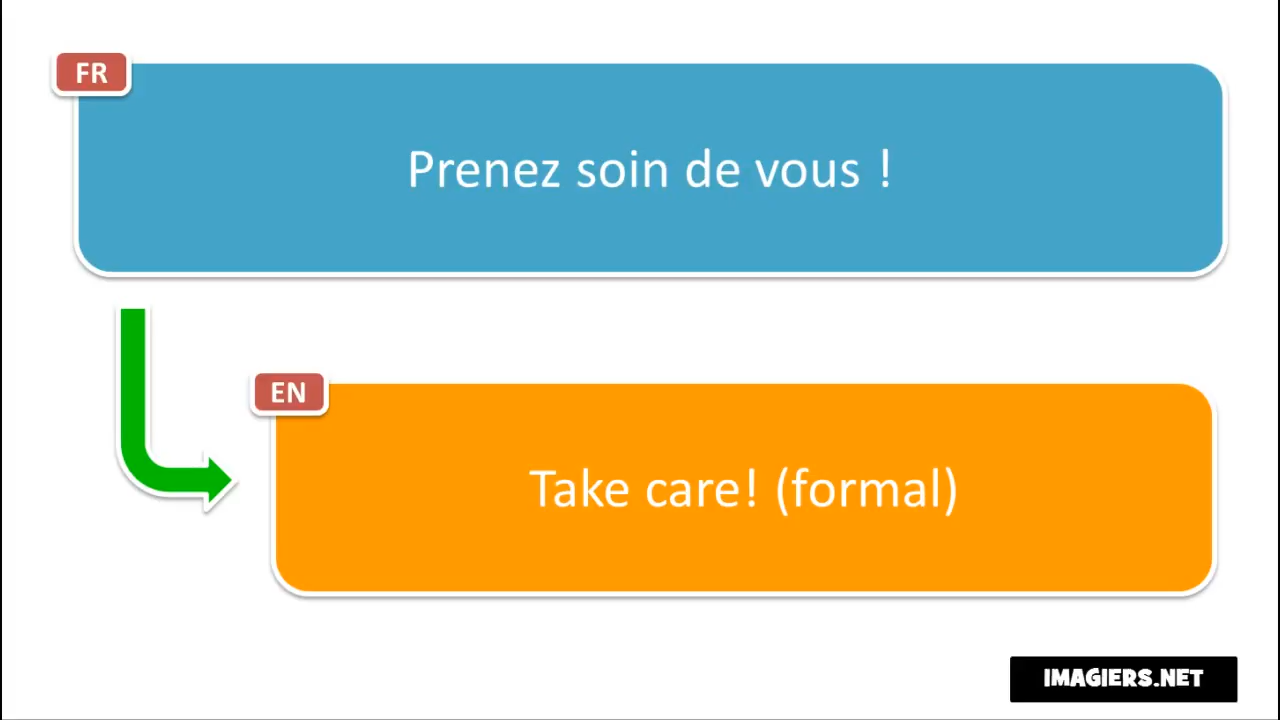 FR
Prenez soin de vous !
EN
Take care! (formal)
IMAGIERS.NET